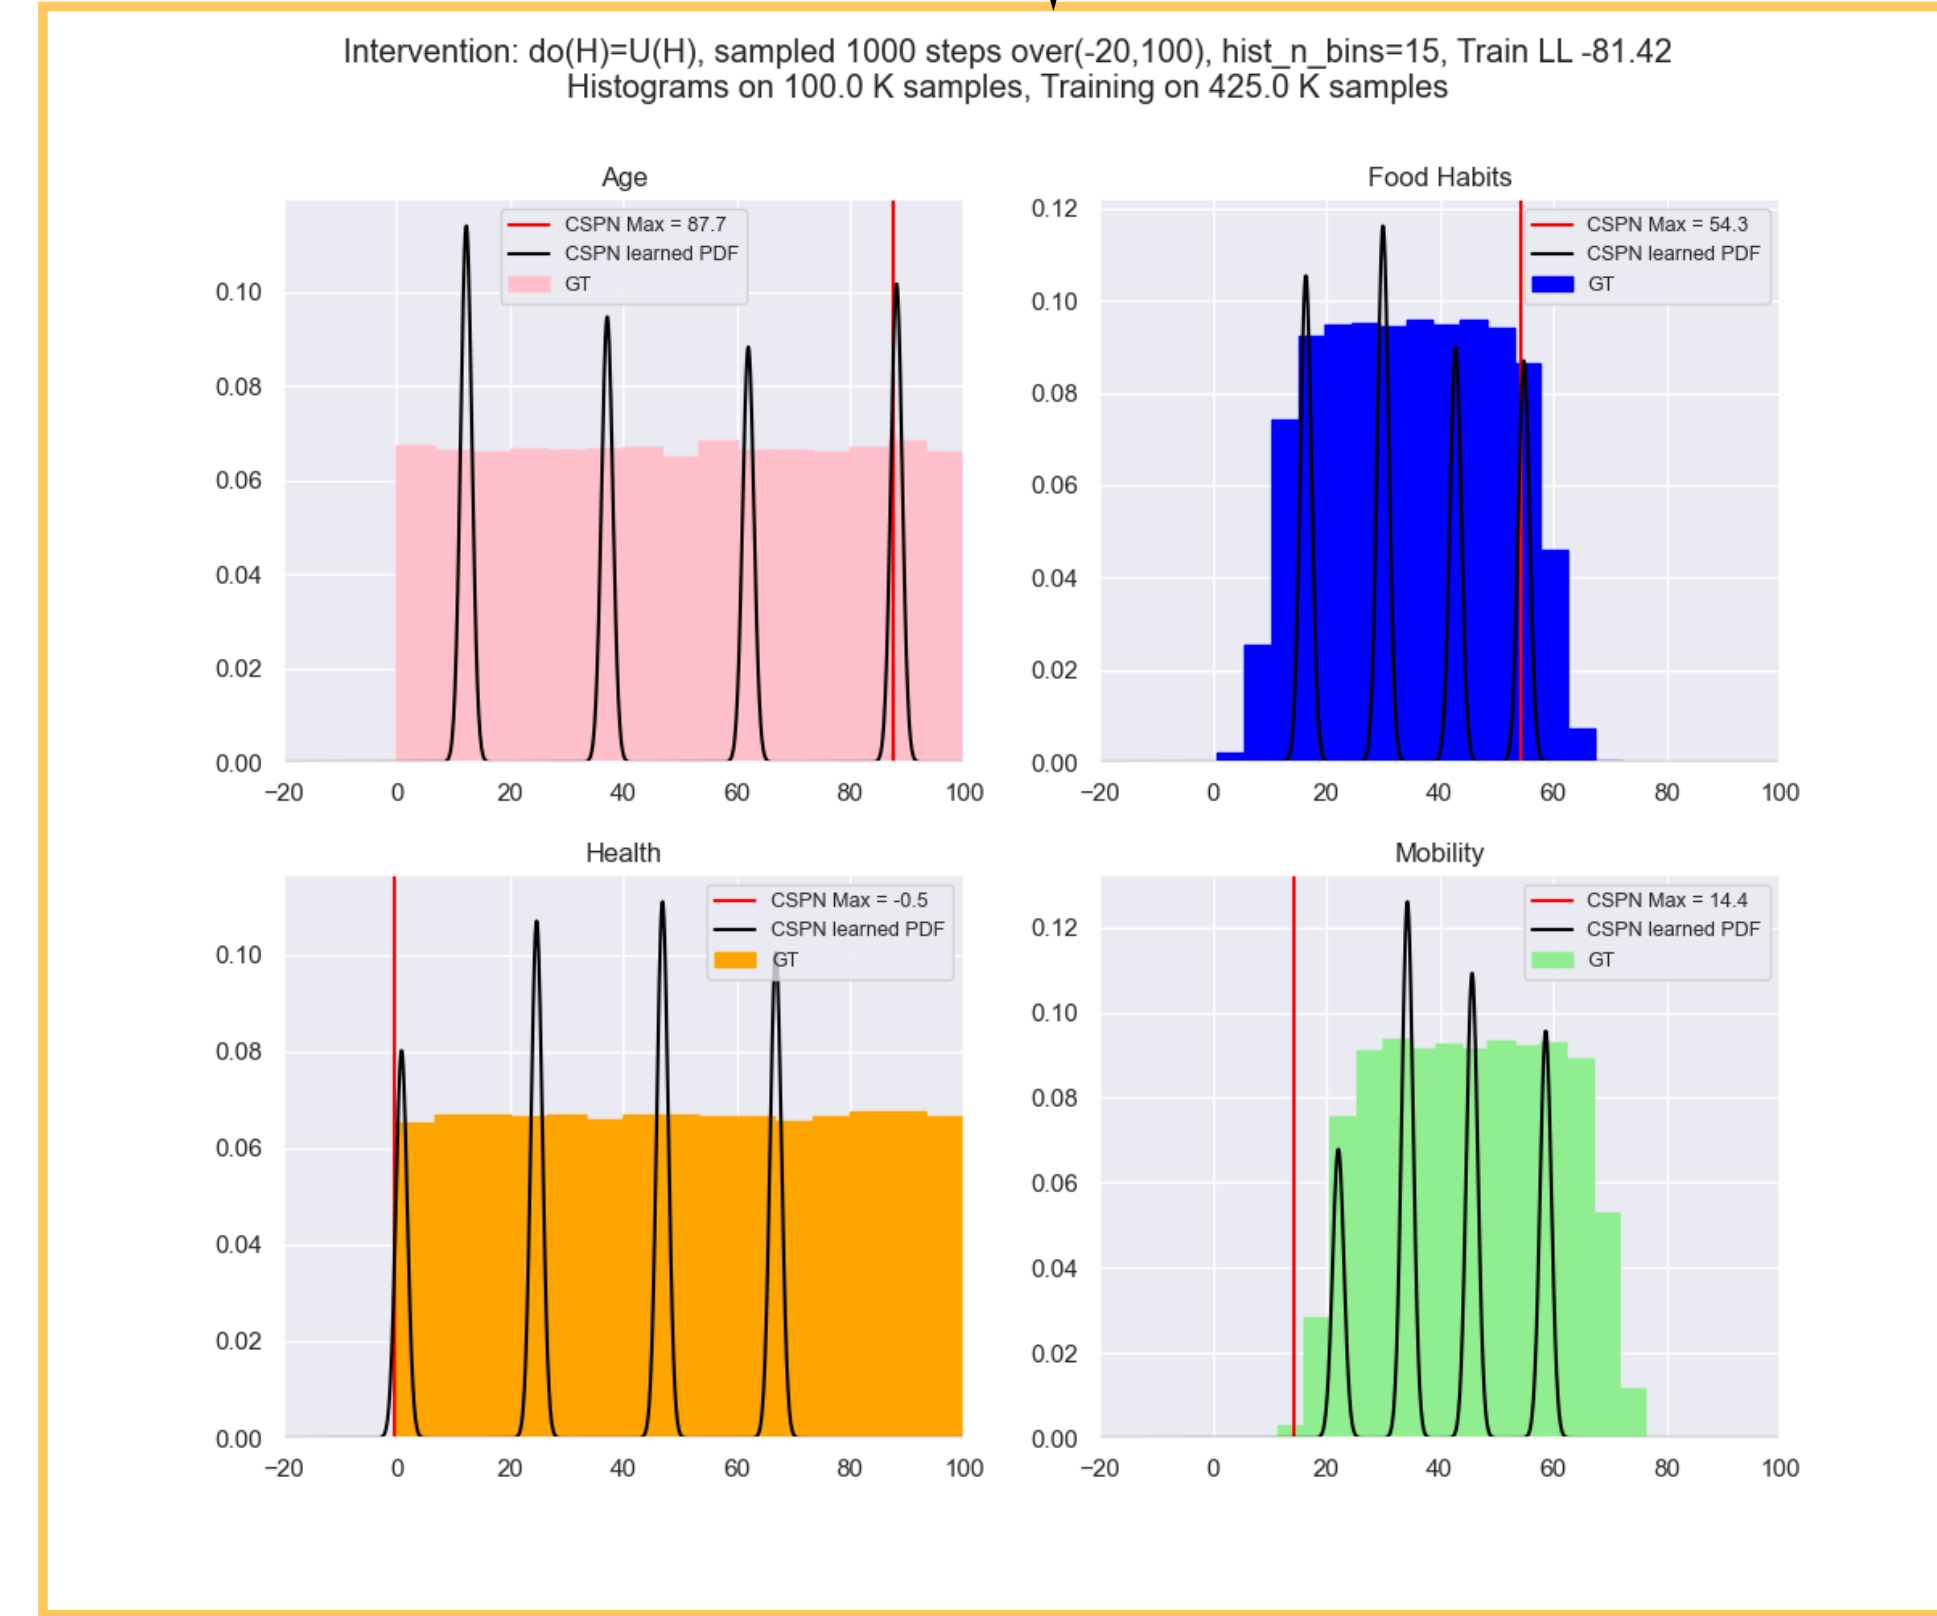 Intervention: do(H)=U(H), sampled 1000 steps over(-20,100), hist_n_bins=15, Train LL -81.42
Histograms on 100.0 K samples, Training on 425.0 K samples
Age
CSPN Max = 87.7
CSPN learned PDF
GT
0.10
0.08
0.06
0.04
0.02
0.00
−20 0 20 40 60 80 100
Food Habits
CSPN Max = 54.3
CSPN learned PDF
GT
0.12
0.10
0.08
0.06
0.04
0.02
0.00
−20 0 20 40 60 80 100
Health
CSPN Max = -0.5
CSPN learned PDF
GT
0.10
0.08
0.06
0.04
0.02
0.00
−20 0 20 40 60 80 100
Mobility
CSPN Max = 14.4
CSPN learned PDF
GT
0.12
0.10
0.08
0.06
0.04
0.02
0.00
−20 0 20 40 60 80 100